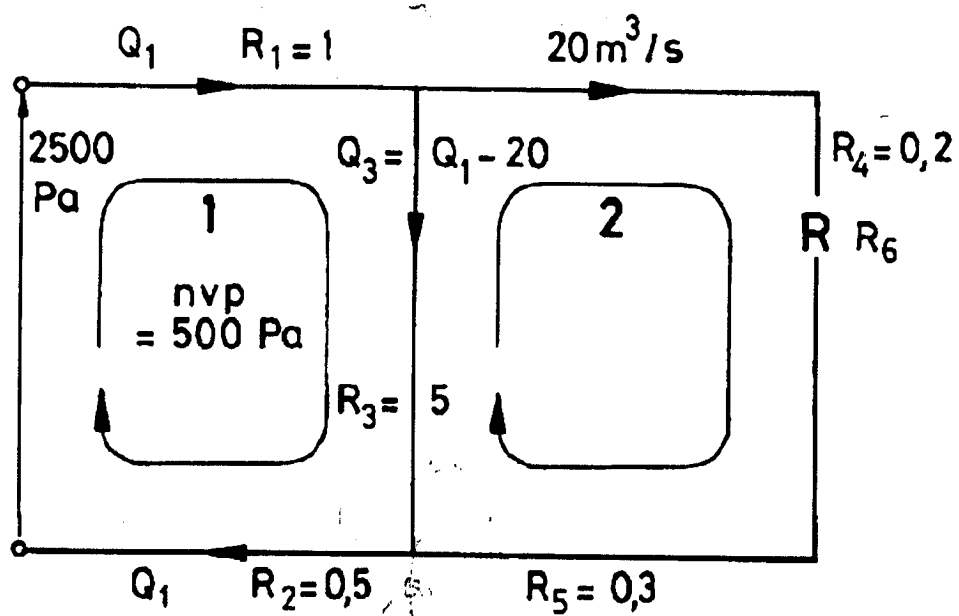 Q₁ R₁ = 1 20 m³/s
2500
Pa
Q₃ = Q₁ - 20
R₄ = 0,2
1
2
R R₆
nvp
= 500 Pa
R₃ = 5
Q₁ R₂ = 0,5 R₅ = 0,3